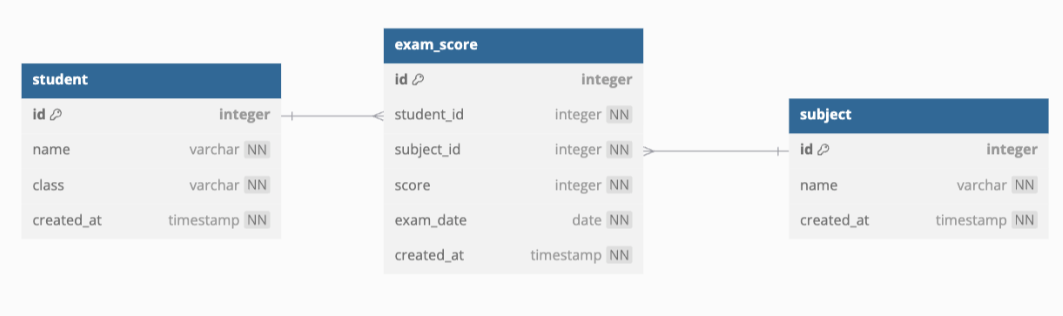 student
id integer
name varchar NN
class varchar NN
created_at timestamp NN
exam_score
id integer
student_id integer NN
subject_id integer NN
score integer NN
exam_date date NN
created_at timestamp NN
subject
id integer
name varchar NN
created_at timestamp NN